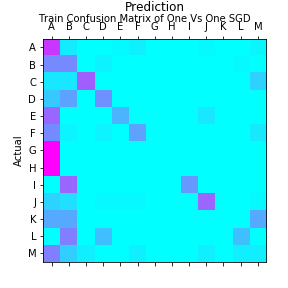 Prediction
Train Confusion Matrix of One Vs One SGD
A B C D E F G H I J K L M
Actual
A
B
C
D
E
F
G
H
I
J
K
L
M